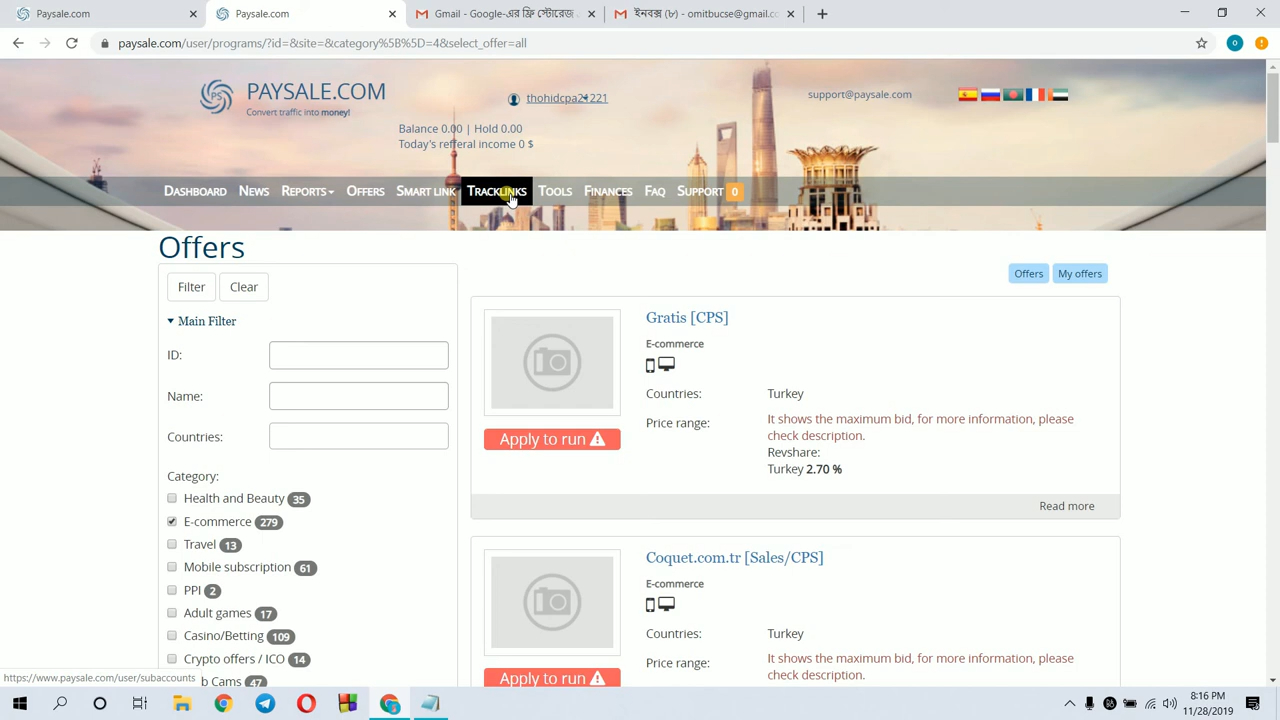 Paysale.com
Paysale.com
Gmail - Google-এর ফ্রি স্টোরেজ
ইনবক্স (৮) - omitbucse@gmail.co
paysale.com/user/programs/?id=&site=&category%5B%5D=4&select_offer=all
PS
PAYSALE.COM
Convert traffic into money!
thohidcpa21221
support@paysale.com
Balance 0.00 | Hold 0.00
Today's refferal income 0 $
DASHBOARD NEWS REPORTS OFFERS SMART LINK TRACKLINKS TOOLS FINANCES FAQ SUPPORT 0
Offers
Filter Clear
Offers My offers
Main Filter
ID:
Name:
Countries:
Category:
Health and Beauty 35
E-commerce 279
Travel 13
Mobile subscription 61
PPI 2
Adult games 17
Casino/Betting 109
Crypto offers / ICO 14
b Cams 47
Gratis [CPS]
E-commerce
Countries: Turkey
Price range: It shows the maximum bid, for more information, please
check description.
Revshare:
Turkey 2.70 %
Apply to run
Read more
Coquet.com.tr [Sales/CPS]
E-commerce
Countries: Turkey
Price range: It shows the maximum bid, for more information, please
check description.
Apply to run
https://www.paysale.com/user/subaccounts
8:16 PM
11/28/2019